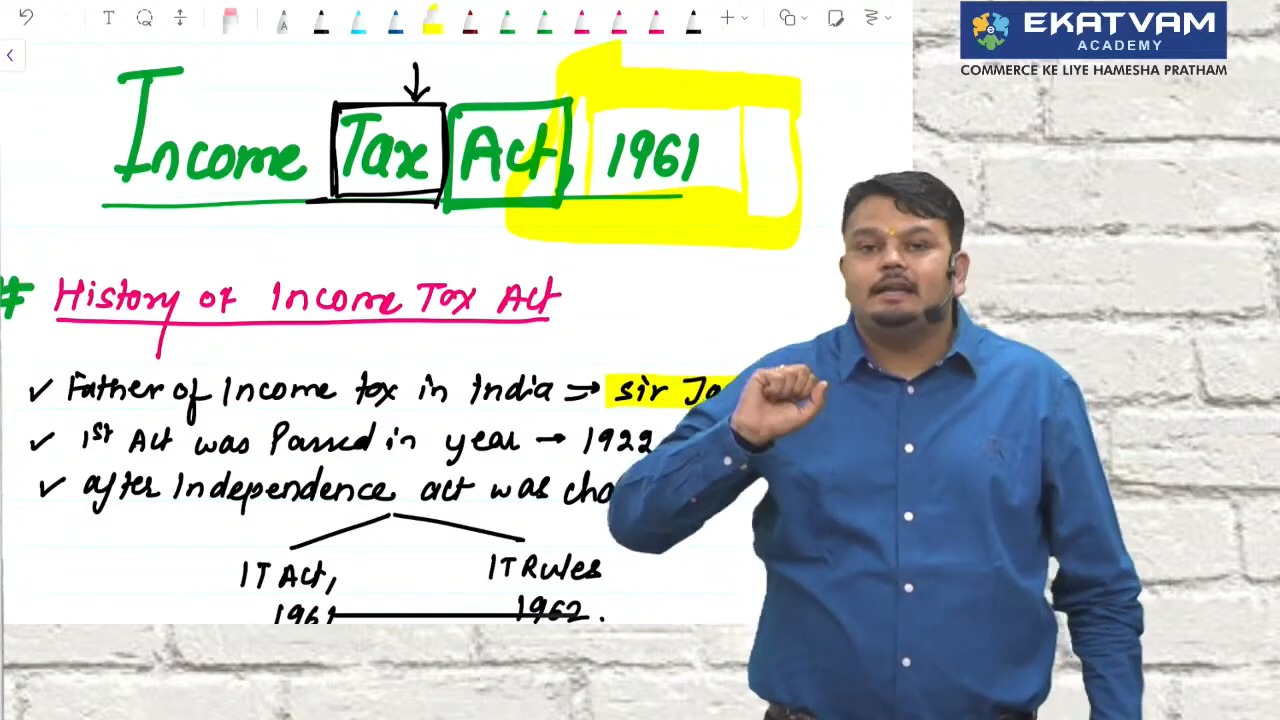 EKATVAM
ACADEMY
COMMERCE KE LIYE HAMESHA PRATHAM
Income Tax Act, 1961
# History of Income Tax Act
✓ Father of Income tax in India ⇒ sir
✓ 1st Act was Passed in year → 1922
✓ after Independence act was
IT Act, IT Rules
1961 1962.